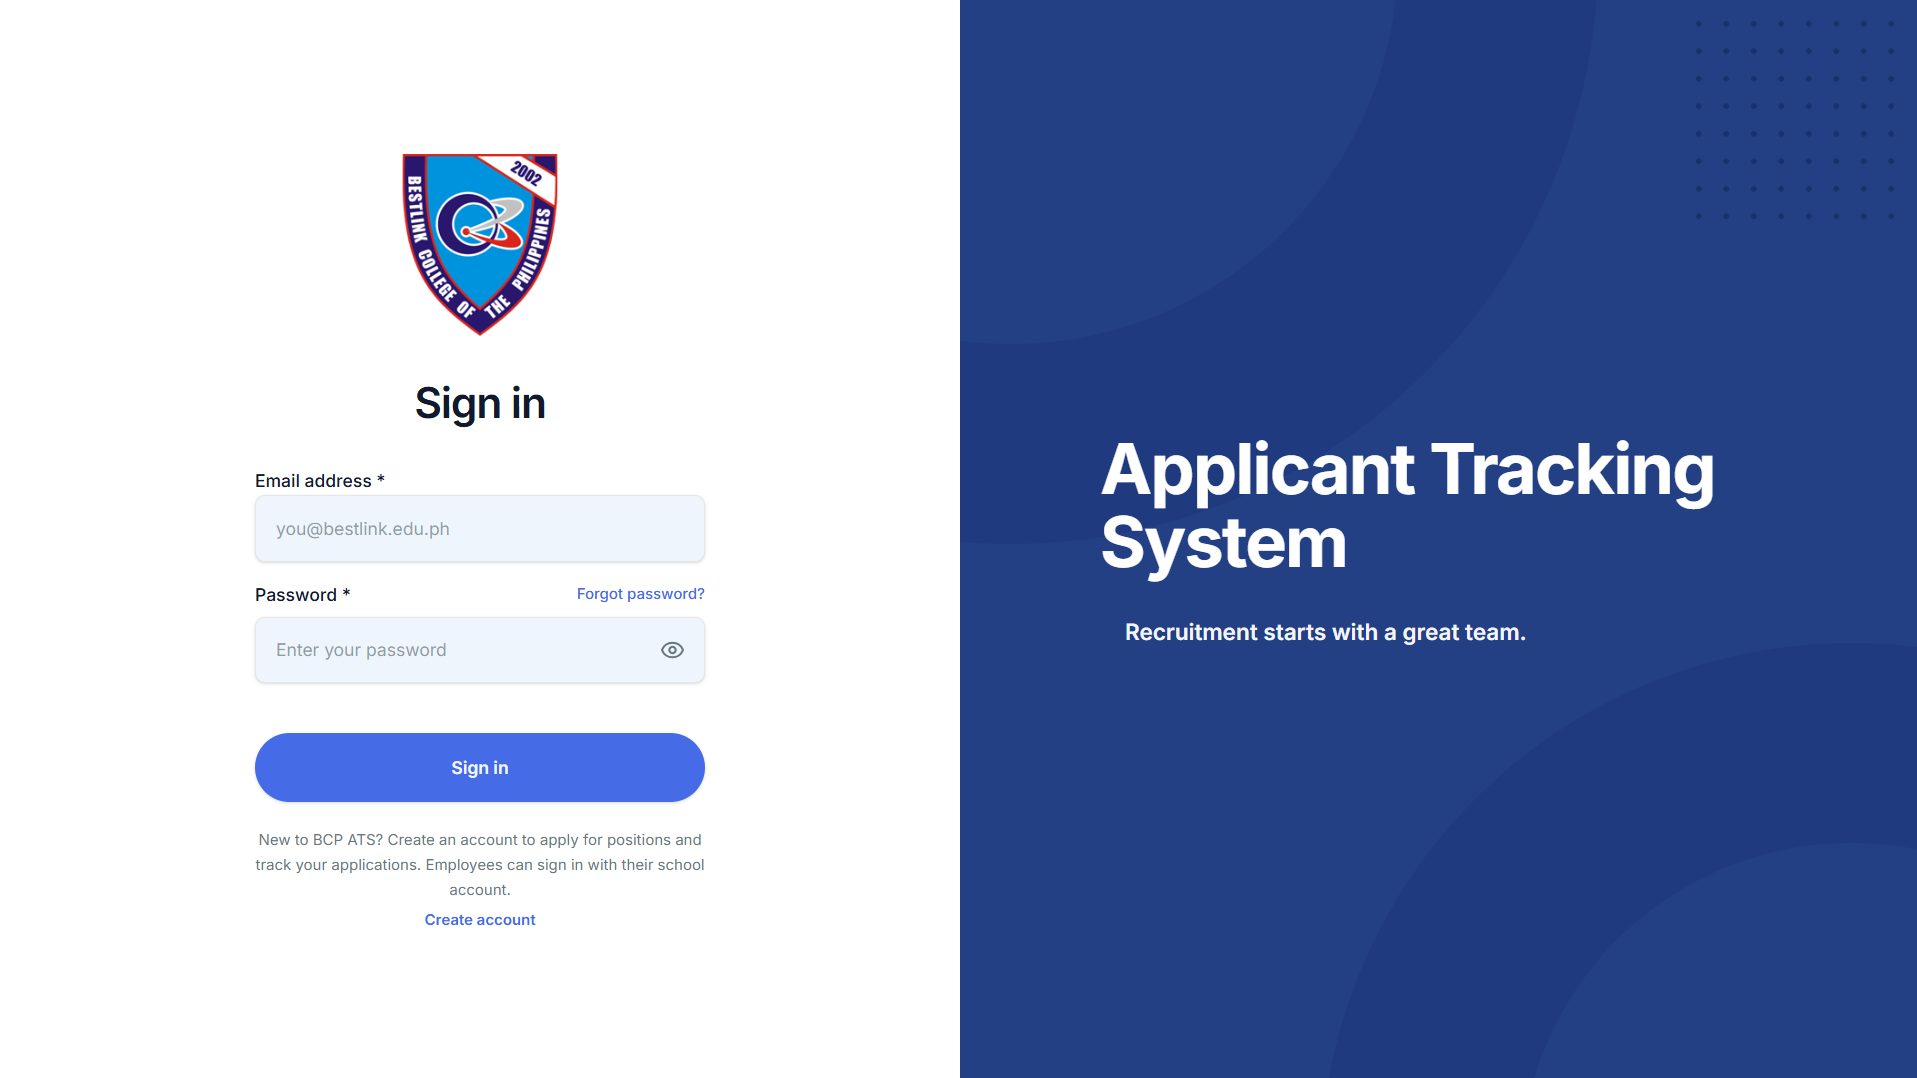 2002
BESTLINK COLLEGE OF THE PHILIPPINES
Sign in
Email address *
you@bestlink.edu.ph
Password *
Forgot password?
Enter your password
Sign in
New to BCP ATS? Create an account to apply for positions and
track your applications. Employees can sign in with their school
account.
Create account
Applicant Tracking
System
Recruitment starts with a great team.